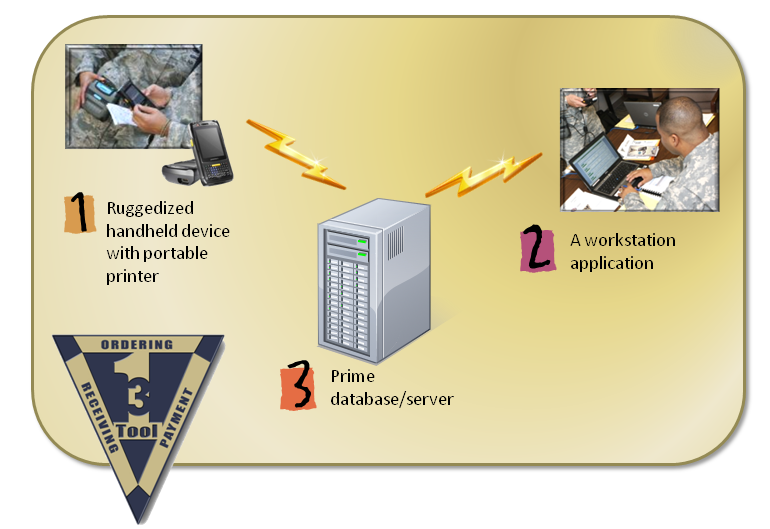 1
Ruggedized
handheld device
with portable
printer
2
A workstation
application
3
Prime
database/server
ORDERING
RECEIVING
PAYMENT
13
Tool